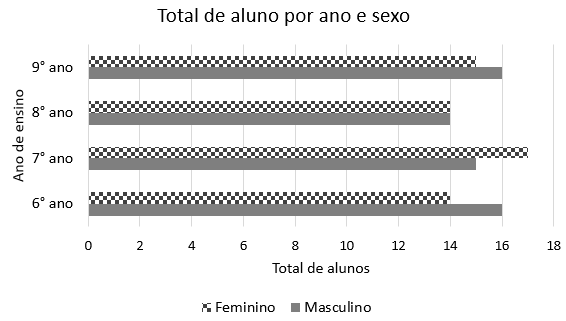 Total de aluno por ano e sexo
Ano de ensino
9° ano
8° ano
7° ano
6° ano
0 2 4 6 8 10 12 14 16 18
Total de alunos
Feminino Masculino